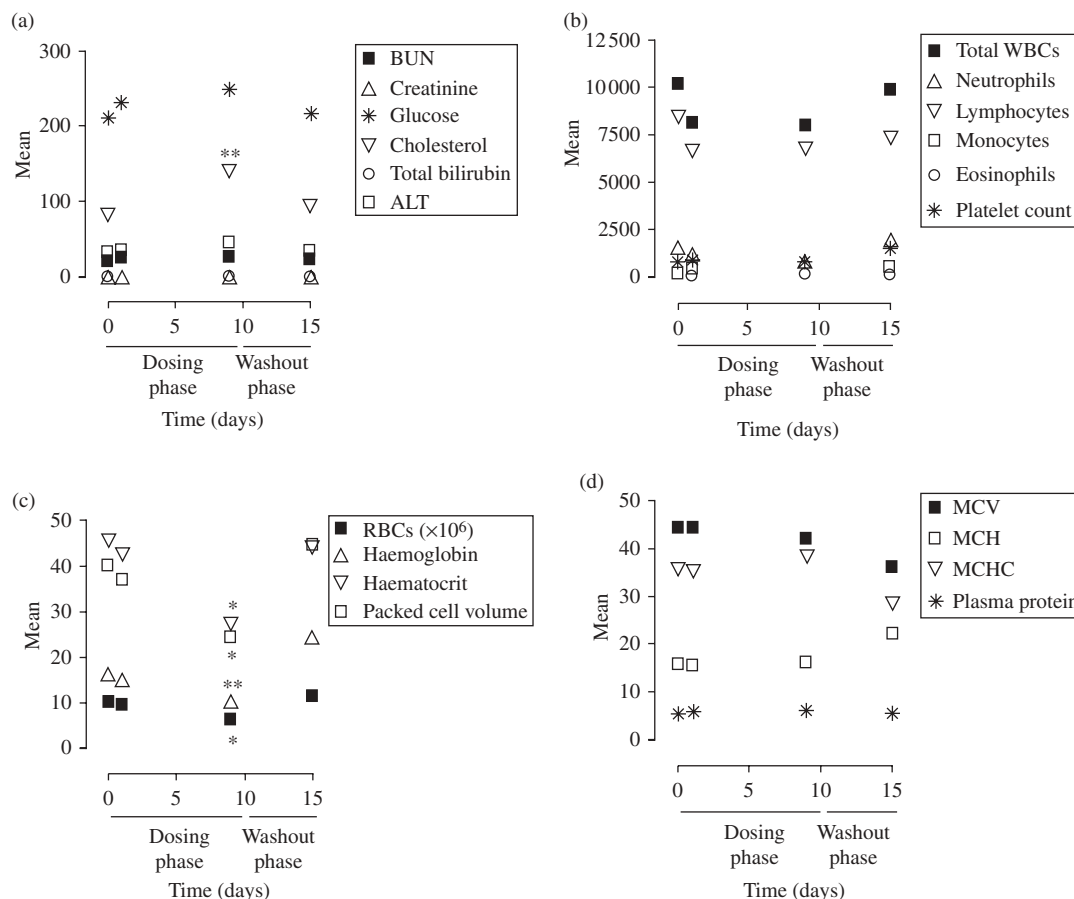 (a)
300
200
100
0
Mean
BUN
Creatinine
Glucose
Cholesterol
Total bilirubin
ALT
**
0 5 10 15
Dosing phase
Washout phase
Time (days)
(b)
12 500
10000
7500
5000
2500
0
Mean
Total WBCs
Neutrophils
Lymphocytes
Monocytes
Eosinophils
Platelet count
0 5 10 15
Dosing phase
Washout phase
Time (days)
(c)
50
40
30
20
10
0
Mean
RBCs (×10⁶)
Haemoglobin
Haematocrit
Packed cell volume
*
*
**
*
0 5 10 15
Dosing phase
Washout phase
Time (days)
(d)
50
40
30
20
10
0
Mean
MCV
MCH
MCHC
Plasma protein
0 5 10 15
Dosing phase
Washout phase
Time (days)